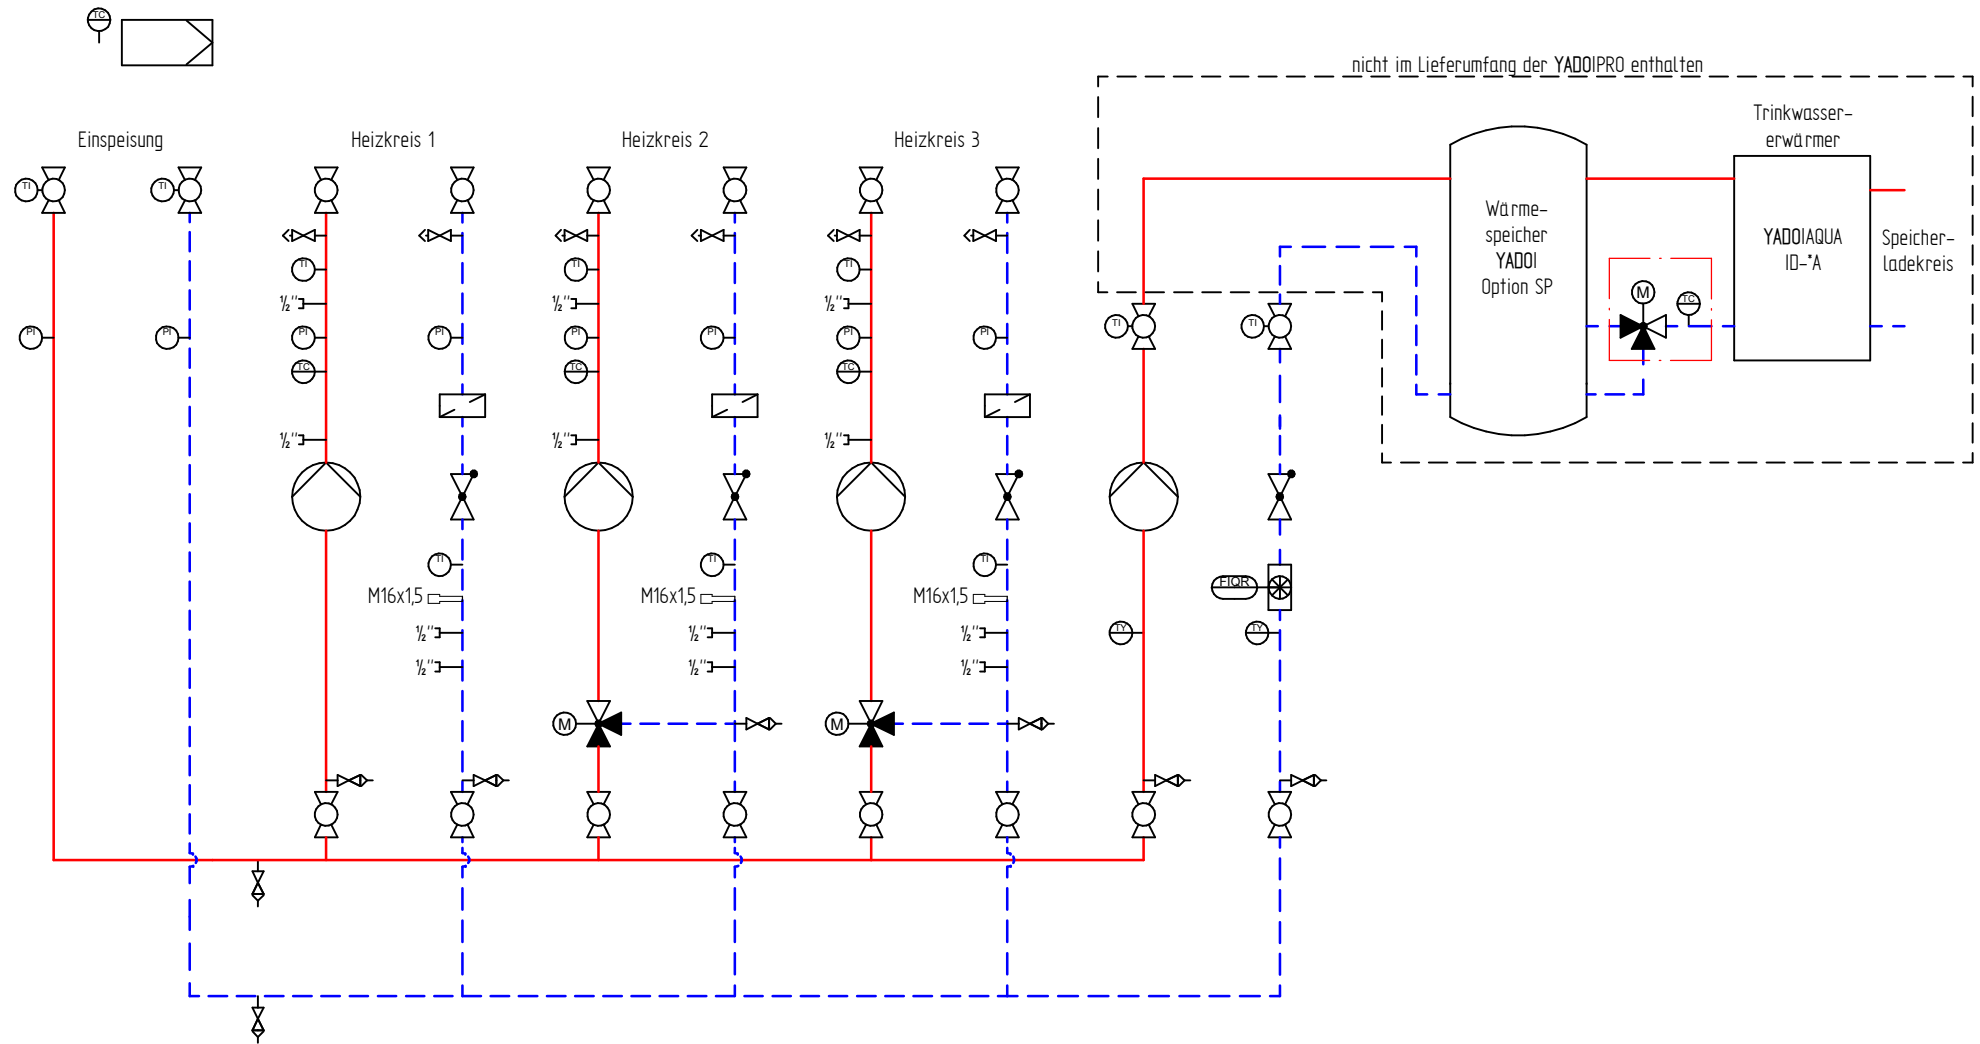 TC
nicht im Lieferumfang der YADOIPRO enthalten
Einspeisung
Heizkreis 1
Heizkreis 2
Heizkreis 3
Trinkwasser-
erwärmer
TI
TI
Wärme-
speicher
YADOI
Option SP
YADOIAQUA
IO-*A
Speicher-
ladekreis
TI
TI
TI
½''
½''
½''
M
TC
TI
TI
PI
PI
PI
PI
PI
PI
PI
PI
TC
TC
TC
½''
½''
½''
TI
TI
TI
FIQR
M16x1,5
M16x1,5
M16x1,5
½''
½''
½''
TY
TY
½''
½''
½''
M
M